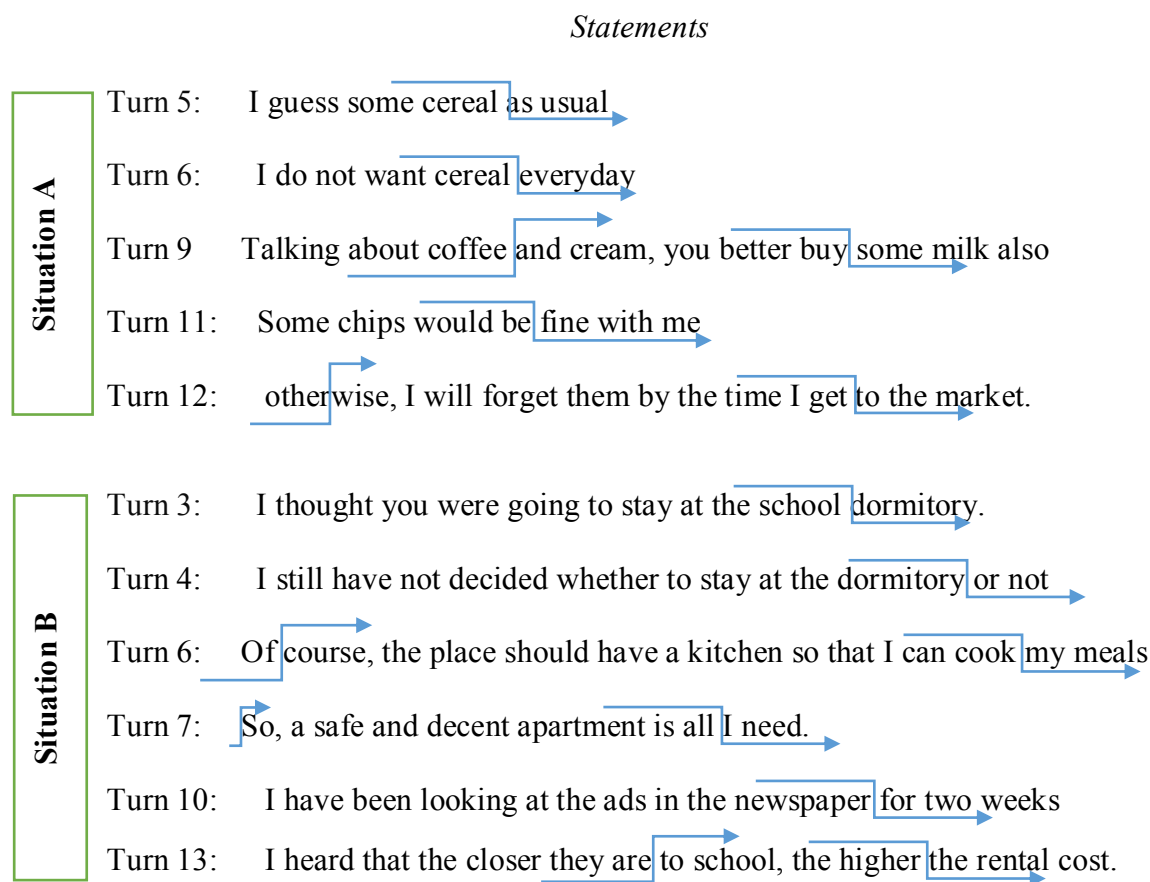 Statements
Situation A
Turn 5: I guess some cereal as usual
Turn 6: I do not want cereal everyday
Turn 9 Talking about coffee and cream, you better buy some milk also
Turn 11: Some chips would be fine with me
Turn 12: otherwise, I will forget them by the time I get to the market.
Situation B
Turn 3: I thought you were going to stay at the school dormitory.
Turn 4: I still have not decided whether to stay at the dormitory or not
Turn 6: Of course, the place should have a kitchen so that I can cook my meals
Turn 7: So, a safe and decent apartment is all I need.
Turn 10: I have been looking at the ads in the newspaper for two weeks
Turn 13: I heard that the closer they are to school, the higher the rental cost.